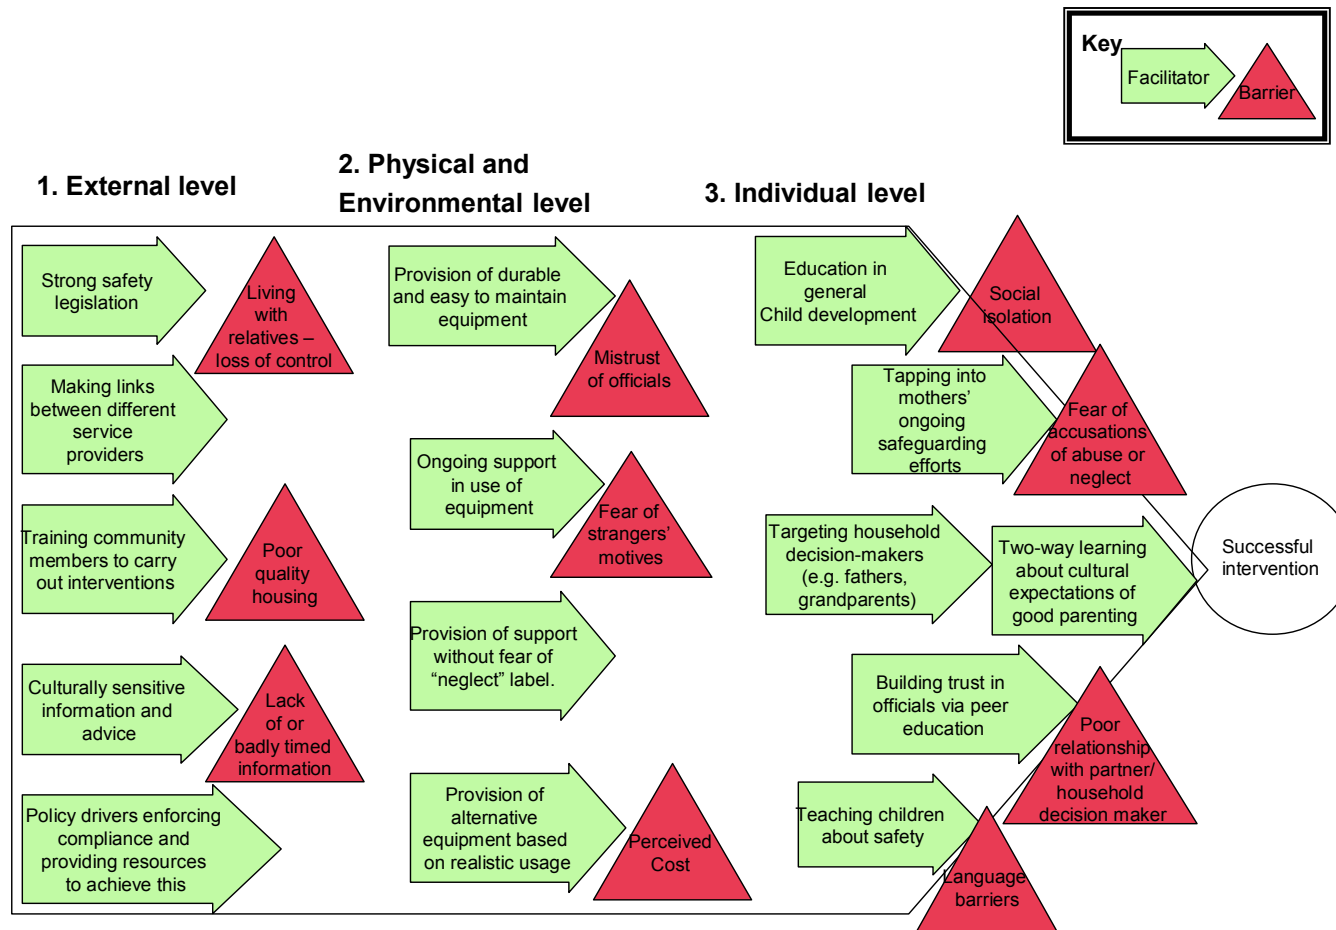 Key
Facilitator
Barrier
1. External level
2. Physical and
Environmental level
3. Individual level
Strong safety
legislation
Living
with
relatives –
loss of control
Making links
between different
service
providers
Training community
members to carry
out interventions
Poor
quality
housing
Culturally sensitive
information and
advice
Lack
of or
badly timed
information
Policy drivers enforcing
compliance and
providing resources
to achieve this
Provision of durable
and easy to maintain
equipment
Mistrust
of officials
Ongoing support
in use of
equipment
Fear of
strangers’
motives
Provision of support
without fear of
“neglect” label.
Provision of
alternative
equipment based
on realistic usage
Perceived
Cost
Education in
general
Child development
Social
isolation
Tapping into
mothers’
ongoing
safeguarding
efforts
Fear of
accusations
of abuse or
neglect
Targeting household
decision-makers
(e.g. fathers,
grandparents)
Two-way learning
about cultural
expectations of
good parenting
Successful
intervention
Building trust in
officials via peer
education
Poor
relationship
with partner/
household
decision maker
Teaching children
about safety
Language
barriers